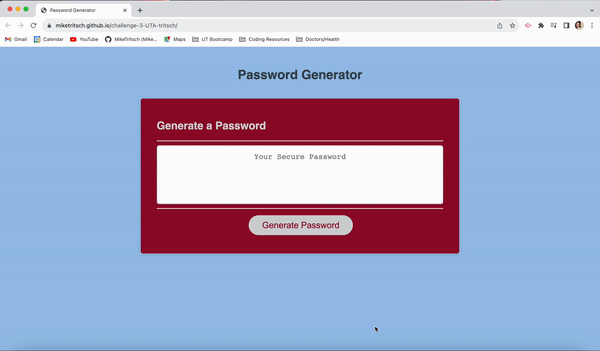 Password Generator
miketritsch.github.io/challenge-3-UTA-tritsch/
Gmail Calendar YouTube MikeTritsch (Mike... Maps UT Bootcamp Coding Resources Doctors/Health
Password Generator
Generate a Password
Your Secure Password
Generate Password